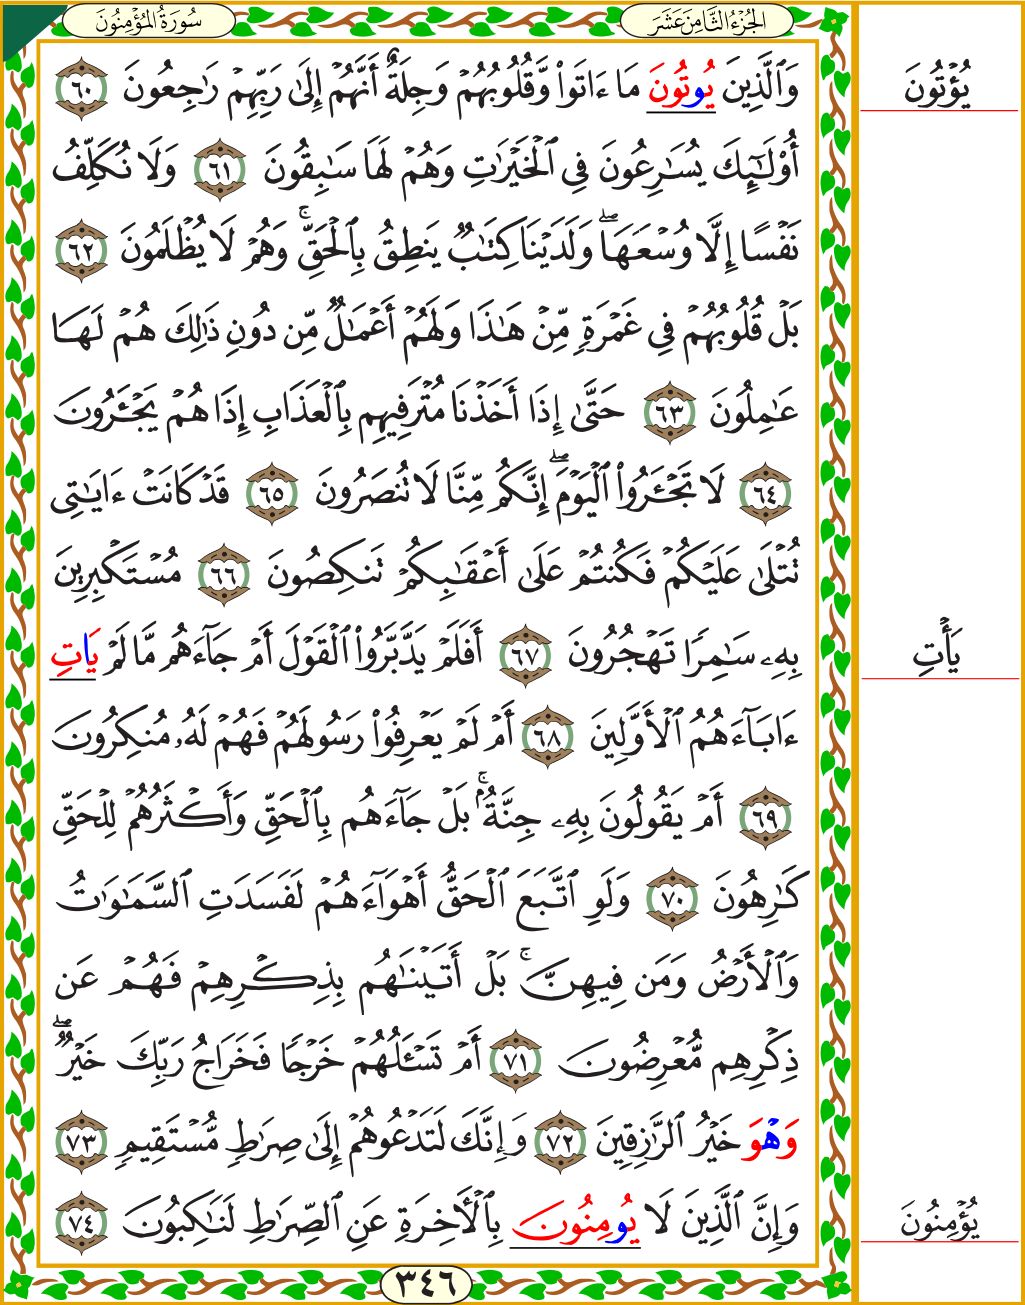 الجُزْءُ الثَّامِنَ عَشَرَ
سُورَةُ المُؤْمِنُونَ
وَٱلَّذِينَ يُوتُونَ مَا ءَاتَوا۟ وَّقُلُوبُهُمْ وَجِلَةٌ أَنَّهُمْ إِلَىٰ رَبِّهِمْ رَٰجِعُونَ ٦٠
يُؤْتُونَ
أُو۟لَـٰٓئِكَ يُسَـٰرِعُونَ فِى ٱلْخَيْرَٰتِ وَهُمْ لَهَا سَـٰبِقُونَ ٦١ وَلَا نُكَلِّفُ
نَفْسًا إِلَّا وُسْعَهَا ۖ وَلَدَيْنَا كِتَـٰبٌ يَنطِقُ بِٱلْحَقِّ ۚ وَهُمْ لَا يُظْلَمُونَ ٦٢
بَلْ قُلُوبُهُمْ فِى غَمْرَةٍ مِّنْ هَـٰذَا وَلَهُمْ أَعْمَـٰلٌ مِّن دُونِ ذَٰلِكَ هُمْ لَهَا
عَـٰمِلُونَ ٦٣ حَتَّىٰٓ إِذَآ أَخَذْنَا مُتْرَفِيهِم بِٱلْعَذَابِ إِذَا هُمْ يَجْـَٔرُونَ
٦٤ لَا تَجْـَٔرُوا۟ ٱلْيَوْمَ ۖ إِنَّكُم مِّنَّا لَا تُنصَرُونَ ٦٥ قَدْ كَانَتْ ءَايَـٰتِى
تُتْلَىٰ عَلَيْكُمْ فَكُنتُمْ عَلَىٰٓ أَعْقَـٰبِكُمْ تَنكِصُونَ ٦٦ مُسْتَكْبِرِينَ
بِهِۦ سَـٰمِرًا تَهْجُرُونَ ٦٧ أَفَلَمْ يَدَّبَّرُوا۟ ٱلْقَوْلَ أَمْ جَآءَهُم مَّا لَمْ يَاتِ
يَأْتِ
ءَابَآءَهُمُ ٱلْأَوَّلِينَ ٦٨ أَمْ لَمْ يَعْرِفُوا۟ رَسُولَهُمْ فَهُمْ لَهُۥ مُنكِرُونَ
٦٩ أَمْ يَقُولُونَ بِهِۦ جِنَّةٌۢ ۚ بَلْ جَآءَهُم بِٱلْحَقِّ وَأَكْثَرُهُمْ لِلْحَقِّ
كَـٰرِهُونَ ٧٠ وَلَوِ ٱتَّبَعَ ٱلْحَقُّ أَهْوَآءَهُمْ لَفَسَدَتِ ٱلسَّمَـٰوَٰتُ
وَٱلْأَرْضُ وَمَن فِيهِنَّ ۚ بَلْ أَتَيْنَـٰهُم بِذِكْرِهِمْ فَهُمْ عَن
ذِكْرِهِم مُّعْرِضُونَ ٧١ أَمْ تَسْـَٔلُهُمْ خَرْجًا فَخَرَاجُ رَبِّكَ خَيْرٌ ۖ
وَهْوَ خَيْرُ ٱلرَّٰزِقِينَ ٧٢ وَإِنَّكَ لَتَدْعُوهُمْ إِلَىٰ صِرَٰطٍ مُّسْتَقِيمٍ ٧٣
وَإِنَّ ٱلَّذِينَ لَا يُومِنُونَ بِٱلْـَٔاخِرَةِ عَنِ ٱلصِّرَٰطِ لَنَـٰكِبُونَ ٧٤
يُؤْمِنُونَ
٣٤٦